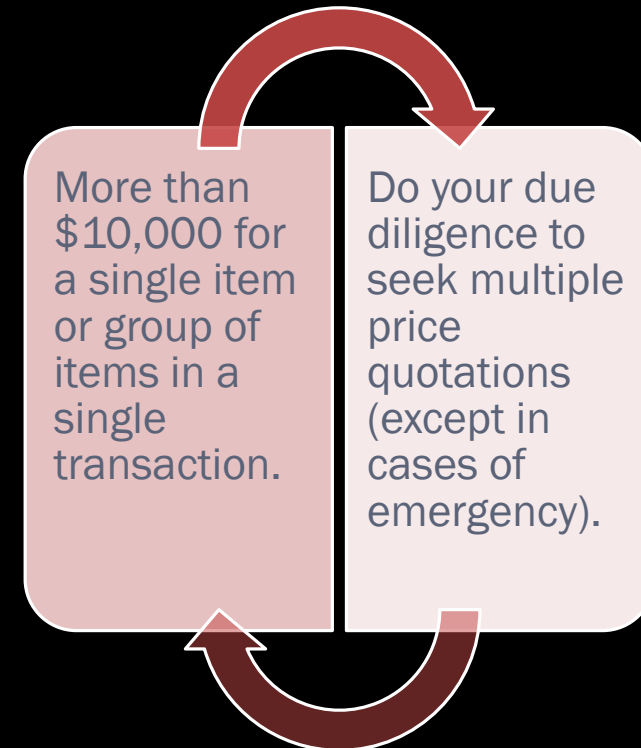 More than
$10,000 for
a single item
or group of
items in a
single
transaction.
Do your due
diligence to
seek multiple
price
quotations
(except in
cases of
emergency).